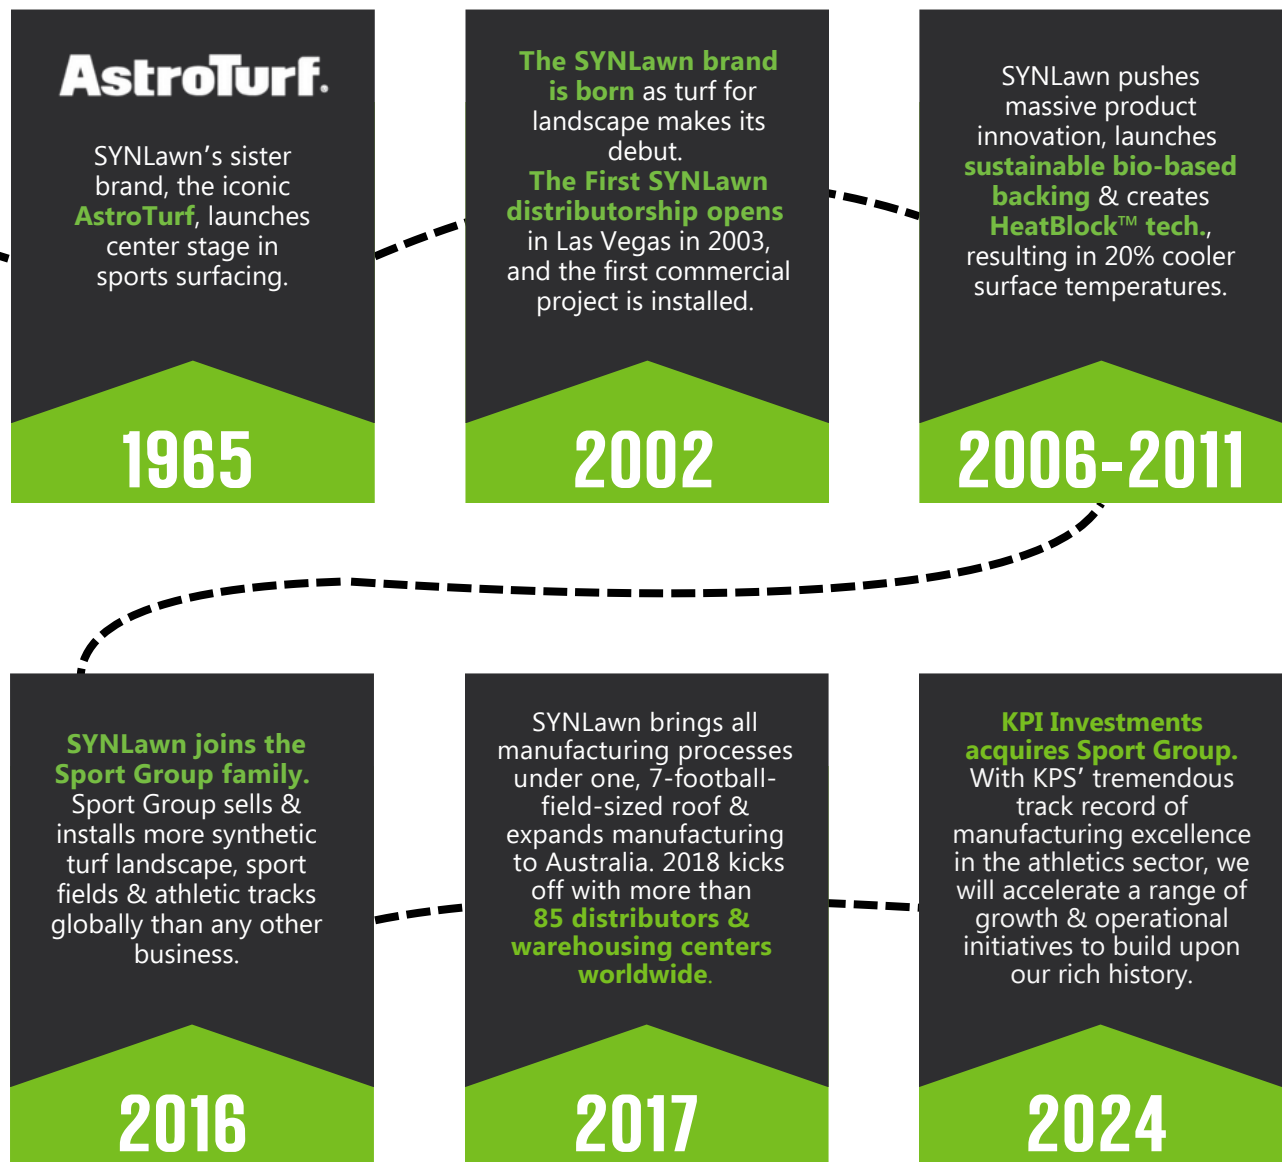 AstroTurf.
SYNLawn's sister
brand, the iconic
AstroTurf, launches
center stage in
sports surfacing.
1965
The SYNLawn brand
is born as turf for
landscape makes its
debut.
The First SYNLawn
distributorship opens
in Las Vegas in 2003,
and the first commercial
project is installed.
2002
SYNLawn pushes
massive product
innovation, launches
sustainable bio-based
backing & creates
HeatBlock™ tech.,
resulting in 20% cooler
surface temperatures.
2006-2011
SYNLawn joins the
Sport Group family.
Sport Group sells &
installs more synthetic
turf landscape, sport
fields & athletic tracks
globally than any other
business.
2016
SYNLawn brings all
manufacturing processes
under one, 7-football-
field-sized roof &
expands manufacturing
to Australia. 2018 kicks
off with more than
85 distributors &
warehousing centers
worldwide.
2017
KPI Investments
acquires Sport Group.
With KPS' tremendous
track record of
manufacturing excellence
in the athletics sector, we
will accelerate a range of
growth & operational
initiatives to build upon
our rich history.
2024